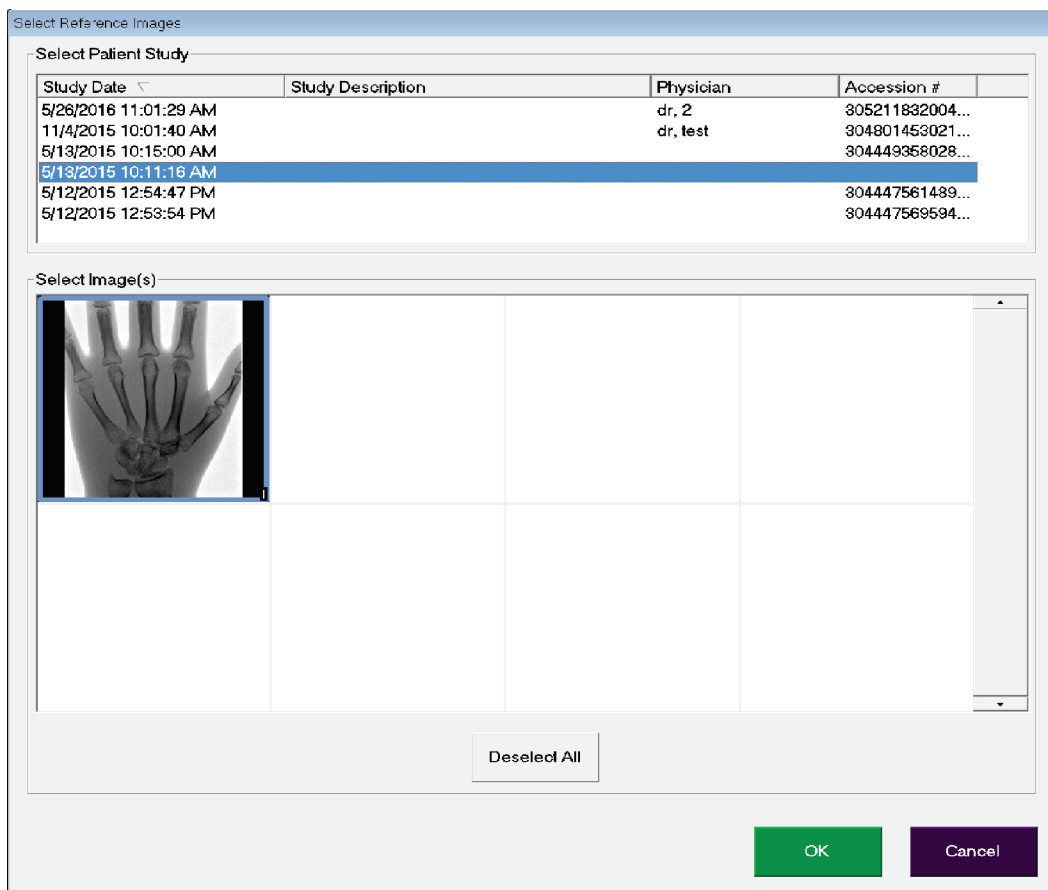 Select Reference Images
Select Patient Study
Study Date Study Description Physician Accession #
5/26/2016 11:01:29 AM dr, 2 305211832004...
11/4/2015 10:01:40 AM dr, test 304801453021...
5/13/2015 10:15:00 AM 304449358028...
5/13/2015 10:11:16 AM
5/12/2015 12:54:47 PM 304447561489...
5/12/2015 12:53:54 PM 304447569594...
Select Image(s)
Deselect All
OK Cancel